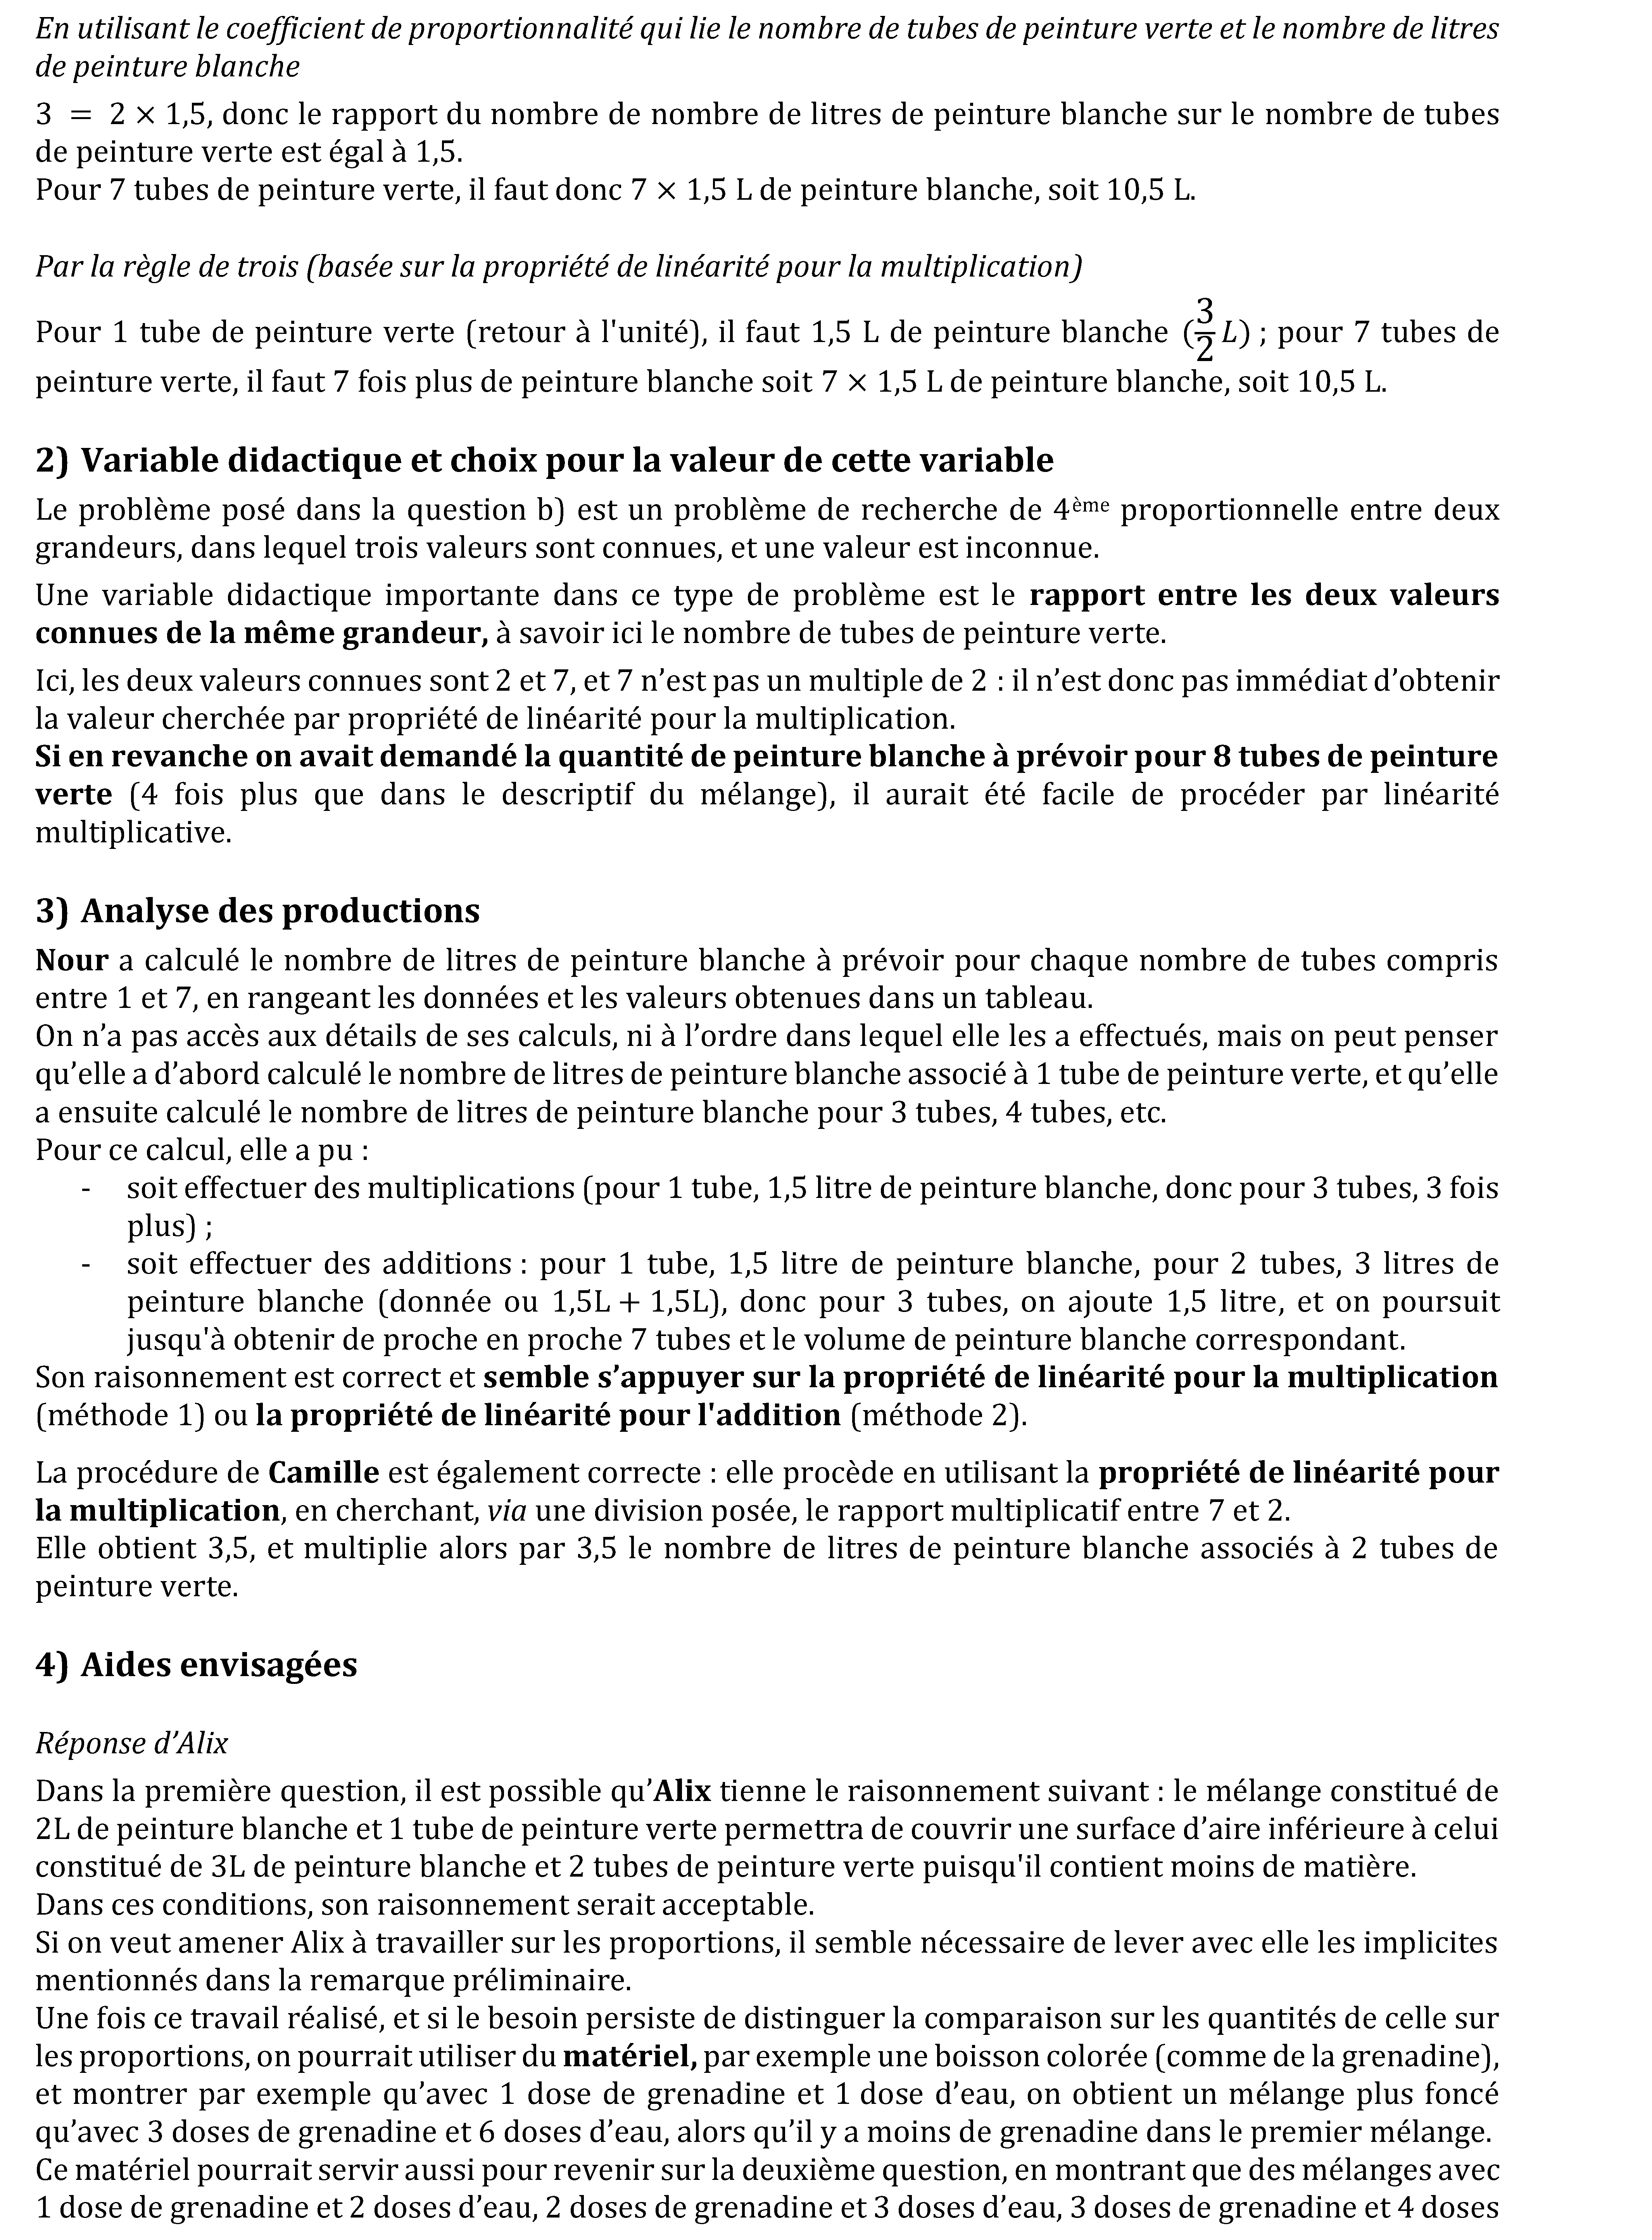 En utilisant le coefficient de proportionnalité qui lie le nombre de tubes de peinture verte et le nombre de litres
de peinture blanche
3 = 2 × 1,5, donc le rapport du nombre de nombre de litres de peinture blanche sur le nombre de tubes
de peinture verte est égal à 1,5.
Pour 7 tubes de peinture verte, il faut donc 7 × 1,5 L de peinture blanche, soit 10,5 L.
Par la règle de trois (basée sur la propriété de linéarité pour la multiplication)
Pour 1 tube de peinture verte (retour à l'unité), il faut 1,5 L de peinture blanche (3/2 L) ; pour 7 tubes de
peinture verte, il faut 7 fois plus de peinture blanche soit 7 × 1,5 L de peinture blanche, soit 10,5 L.
2) Variable didactique et choix pour la valeur de cette variable
Le problème posé dans la question b) est un problème de recherche de 4ème proportionnelle entre deux
grandeurs, dans lequel trois valeurs sont connues, et une valeur est inconnue.
Une variable didactique importante dans ce type de problème est le rapport entre les deux valeurs
connues de la même grandeur, à savoir ici le nombre de tubes de peinture verte.
Ici, les deux valeurs connues sont 2 et 7, et 7 n’est pas un multiple de 2 : il n’est donc pas immédiat d’obtenir
la valeur cherchée par propriété de linéarité pour la multiplication.
Si en revanche on avait demandé la quantité de peinture blanche à prévoir pour 8 tubes de peinture
verte (4 fois plus que dans le descriptif du mélange), il aurait été facile de procéder par linéarité
multiplicative.
3) Analyse des productions
Nour a calculé le nombre de litres de peinture blanche à prévoir pour chaque nombre de tubes compris
entre 1 et 7, en rangeant les données et les valeurs obtenues dans un tableau.
On n’a pas accès aux détails de ses calculs, ni à l’ordre dans lequel elle les a effectués, mais on peut penser
qu’elle a d’abord calculé le nombre de litres de peinture blanche associé à 1 tube de peinture verte, et qu’elle
a ensuite calculé le nombre de litres de peinture blanche pour 3 tubes, 4 tubes, etc.
Pour ce calcul, elle a pu :
- soit effectuer des multiplications (pour 1 tube, 1,5 litre de peinture blanche, donc pour 3 tubes, 3 fois
plus) ;
- soit effectuer des additions : pour 1 tube, 1,5 litre de peinture blanche, pour 2 tubes, 3 litres de
peinture blanche (donnée ou 1,5L + 1,5L), donc pour 3 tubes, on ajoute 1,5 litre, et on poursuit
jusqu'à obtenir de proche en proche 7 tubes et le volume de peinture blanche correspondant.
Son raisonnement est correct et semble s’appuyer sur la propriété de linéarité pour la multiplication
(méthode 1) ou la propriété de linéarité pour l'addition (méthode 2).
La procédure de Camille est également correcte : elle procède en utilisant la propriété de linéarité pour
la multiplication, en cherchant, via une division posée, le rapport multiplicatif entre 7 et 2.
Elle obtient 3,5, et multiplie alors par 3,5 le nombre de litres de peinture blanche associés à 2 tubes de
peinture verte.
4) Aides envisagées
Réponse d’Alix
Dans la première question, il est possible qu’Alix tienne le raisonnement suivant : le mélange constitué de
2L de peinture blanche et 1 tube de peinture verte permettra de couvrir une surface d’aire inférieure à celui
constitué de 3L de peinture blanche et 2 tubes de peinture verte puisqu'il contient moins de matière.
Dans ces conditions, son raisonnement serait acceptable.
Si on veut amener Alix à travailler sur les proportions, il semble nécessaire de lever avec elle les implicites
mentionnés dans la remarque préliminaire.
Une fois ce travail réalisé, et si le besoin persiste de distinguer la comparaison sur les quantités de celle sur
les proportions, on pourrait utiliser du matériel, par exemple une boisson colorée (comme de la grenadine),
et montrer par exemple qu’avec 1 dose de grenadine et 1 dose d’eau, on obtient un mélange plus foncé
qu’avec 3 doses de grenadine et 6 doses d’eau, alors qu’il y a moins de grenadine dans le premier mélange.
Ce matériel pourrait servir aussi pour revenir sur la deuxième question, en montrant que des mélanges avec
1 dose de grenadine et 2 doses d’eau, 2 doses de grenadine et 3 doses d’eau, 3 doses de grenadine et 4 doses